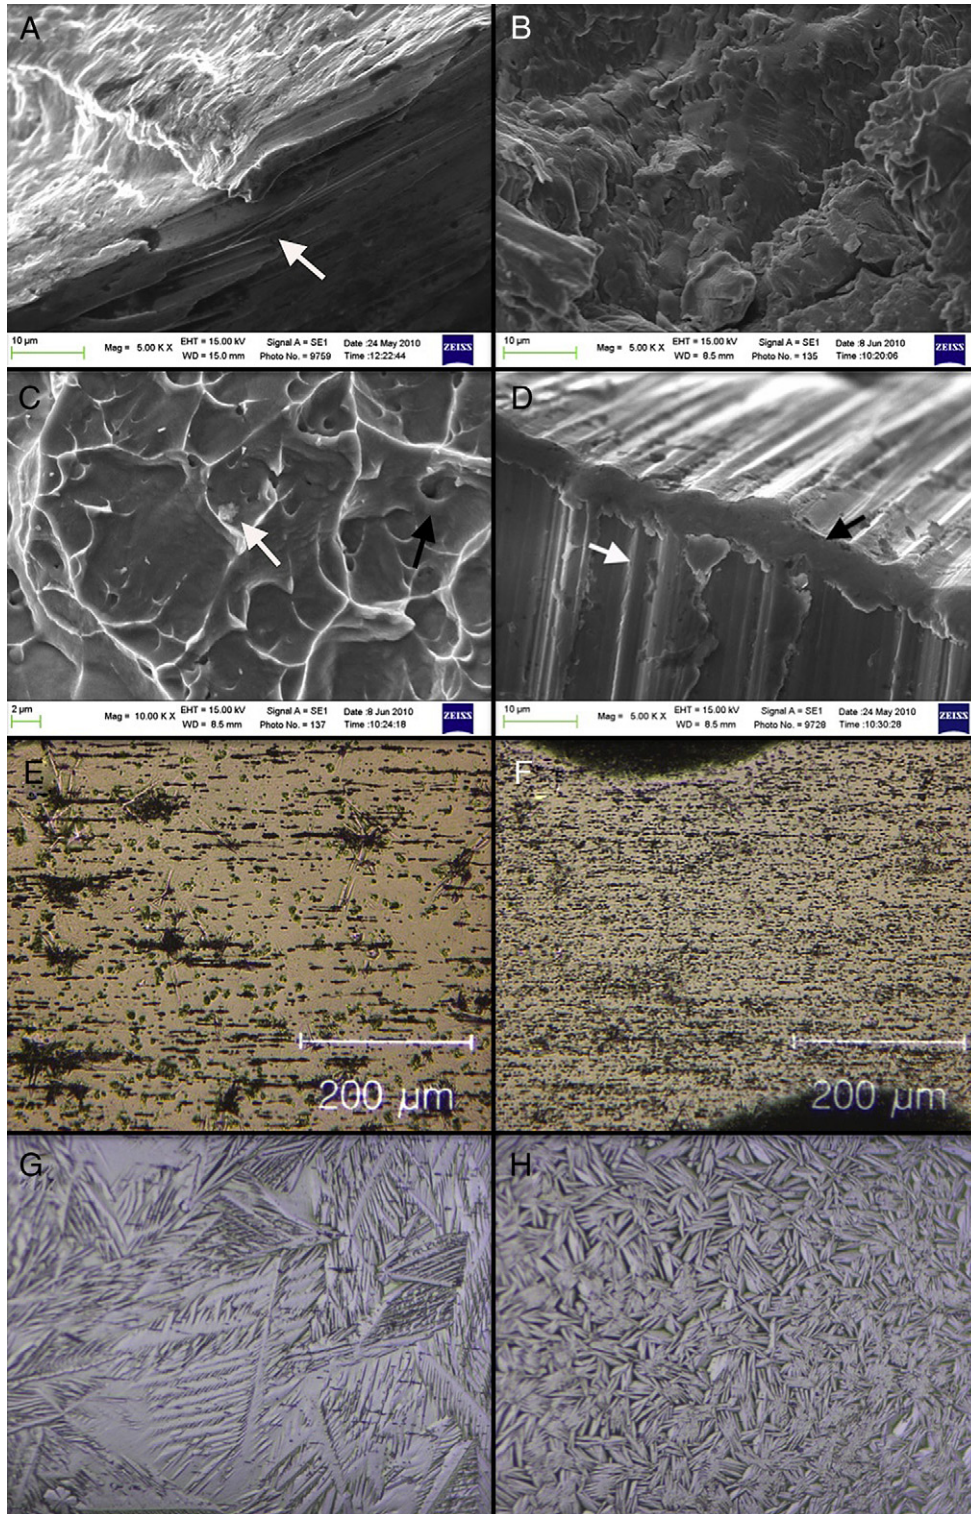 A
B
10 µm
Mag = 5.00 K X
EHT = 15.00 kV
WD = 15.0 mm
Signal A = SE1
Photo No. = 9759
Date :24 May 2010
Time :12:22:44
ZEISS
10 µm
Mag = 5.00 K X
EHT = 15.00 kV
WD = 8.5 mm
Signal A = SE1
Photo No. = 135
Date :8 Jun 2010
Time :10:20:06
ZEISS
C
D
2 µm
Mag = 10.00 K X
EHT = 15.00 kV
WD = 8.5 mm
Signal A = SE1
Photo No. = 137
Date :8 Jun 2010
Time :10:24:18
ZEISS
10 µm
Mag = 5.00 K X
EHT = 15.00 kV
WD = 8.5 mm
Signal A = SE1
Photo No. = 9728
Date :24 May 2010
Time :10:30:28
ZEISS
E
F
200 µm
200 µm
G
H